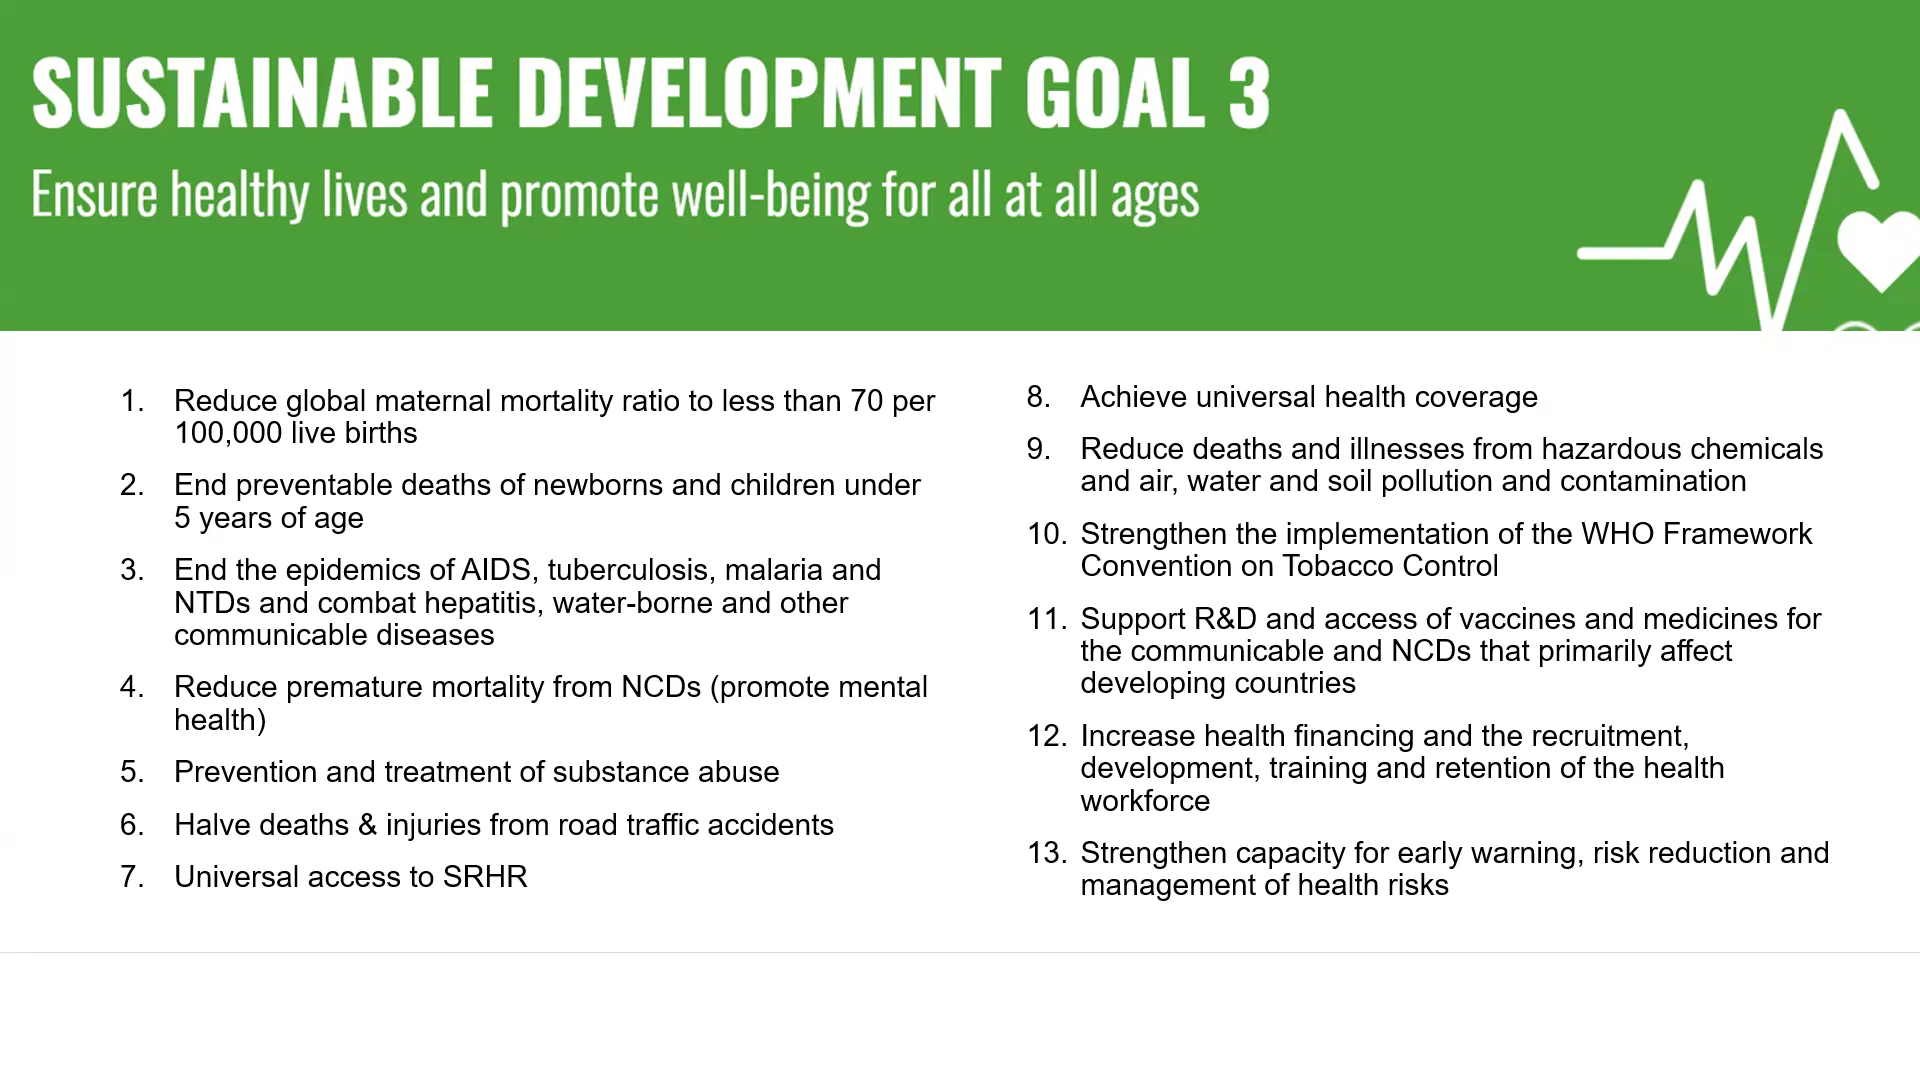 SUSTAINABLE DEVELOPMENT GOAL 3
Ensure healthy lives and promote well-being for all at all ages
1. Reduce global maternal mortality ratio to less than 70 per
100,000 live births
2. End preventable deaths of newborns and children under
5 years of age
3. End the epidemics of AIDS, tuberculosis, malaria and
NTDs and combat hepatitis, water-borne and other
communicable diseases
4. Reduce premature mortality from NCDs (promote mental
health)
5. Prevention and treatment of substance abuse
6. Halve deaths & injuries from road traffic accidents
7. Universal access to SRHR
8. Achieve universal health coverage
9. Reduce deaths and illnesses from hazardous chemicals
and air, water and soil pollution and contamination
10. Strengthen the implementation of the WHO Framework
Convention on Tobacco Control
11. Support R&D and access of vaccines and medicines for
the communicable and NCDs that primarily affect
developing countries
12. Increase health financing and the recruitment,
development, training and retention of the health
workforce
13. Strengthen capacity for early warning, risk reduction and
management of health risks